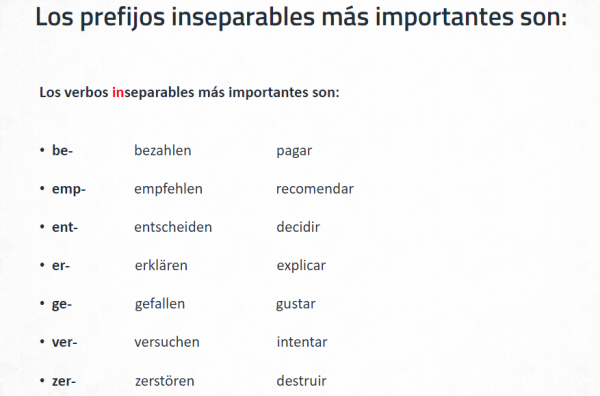 Los prefijos inseparables más importantes son:
Los verbos inseparables más importantes son:
• be- bezahlen pagar
• emp- empfehlen recomendar
• ent- entscheiden decidir
• er- erklären explicar
• ge- gefallen gustar
• ver- versuchen intentar
• zer- zerstören destruir